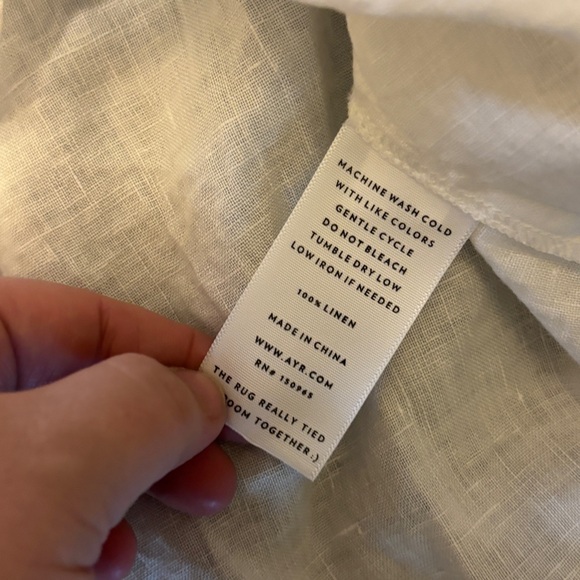 MACHINE WASH COLD
WITH LIKE COLORS
GENTLE CYCLE
DO NOT BLEACH
TUMBLE DRY LOW
LOW IRON IF NEEDED
100% LINEN
MADE IN CHINA
WWW.AYR.COM
RN# 150965
THE RUG REALLY TIED
TOGETHER:)